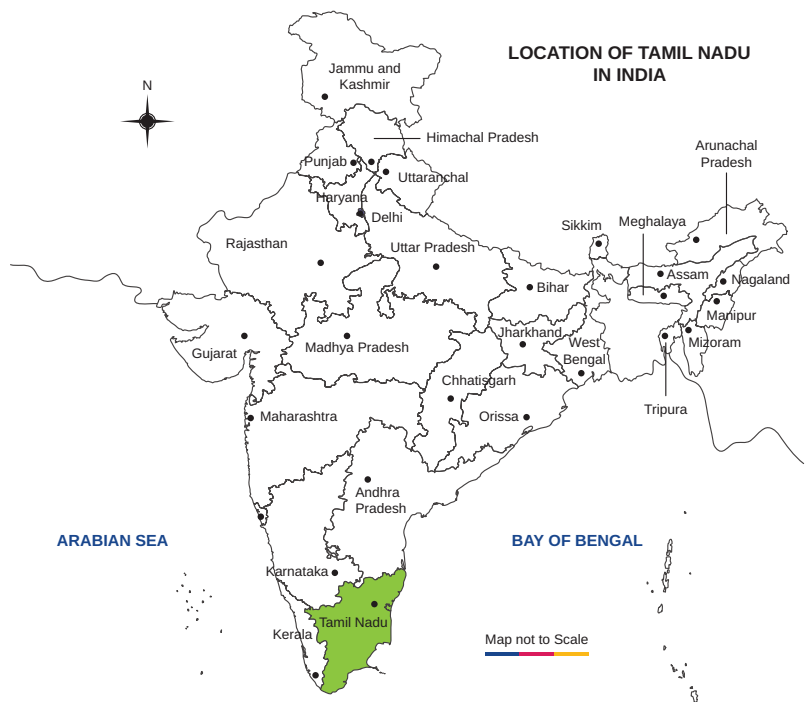 LOCATION OF TAMIL NADU
IN INDIA
N
Jammu and
Kashmir
Himachal Pradesh
Punjab
Uttaranchal
Haryana
Delhi
Arunachal
Pradesh
Sikkim
Meghalaya
Rajasthan
Uttar Pradesh
Bihar
Assam
Nagaland
Manipur
Mizoram
Tripura
Gujarat
Madhya Pradesh
Jharkhand
West
Bengal
Chhatisgarh
Orissa
Maharashtra
Andhra
Pradesh
ARABIAN SEA
BAY OF BENGAL
Karnataka
Tamil Nadu
Kerala
Map not to Scale